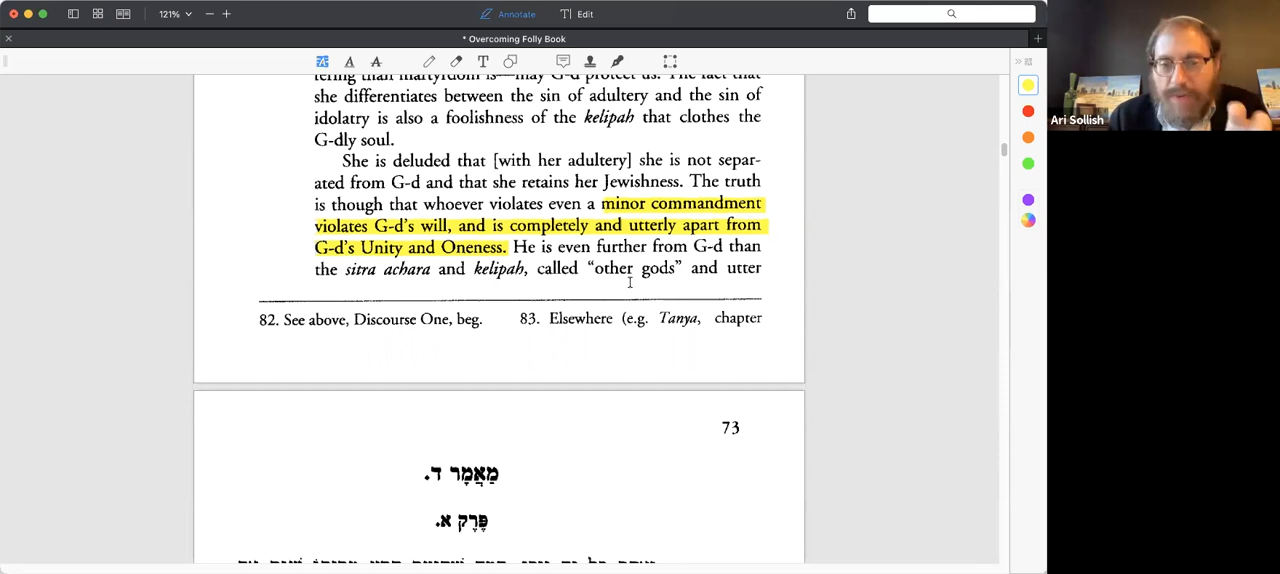 121%
Annotate
Edit
* Overcoming Folly Book
tering than martyrdom is—may G-d protect us. The fact that
she differentiates between the sin of adultery and the sin of
idolatry is also a foolishness of the kelipah that clothes the
G-dly soul.
She is deluded that [with her adultery] she is not separ-
ated from G-d and that she retains her Jewishness. The truth
is though that whoever violates even a minor commandment
violates G-d's will, and is completely and utterly apart from
G-d's Unity and Oneness. He is even further from G-d than
the sitra achara and kelipah, called "other gods" and utter
82. See above, Discourse One, beg. 83. Elsewhere (e.g. Tanya, chapter
73
מַאֲמָר ד.
פֶּרֶק א.
Ari Sollish